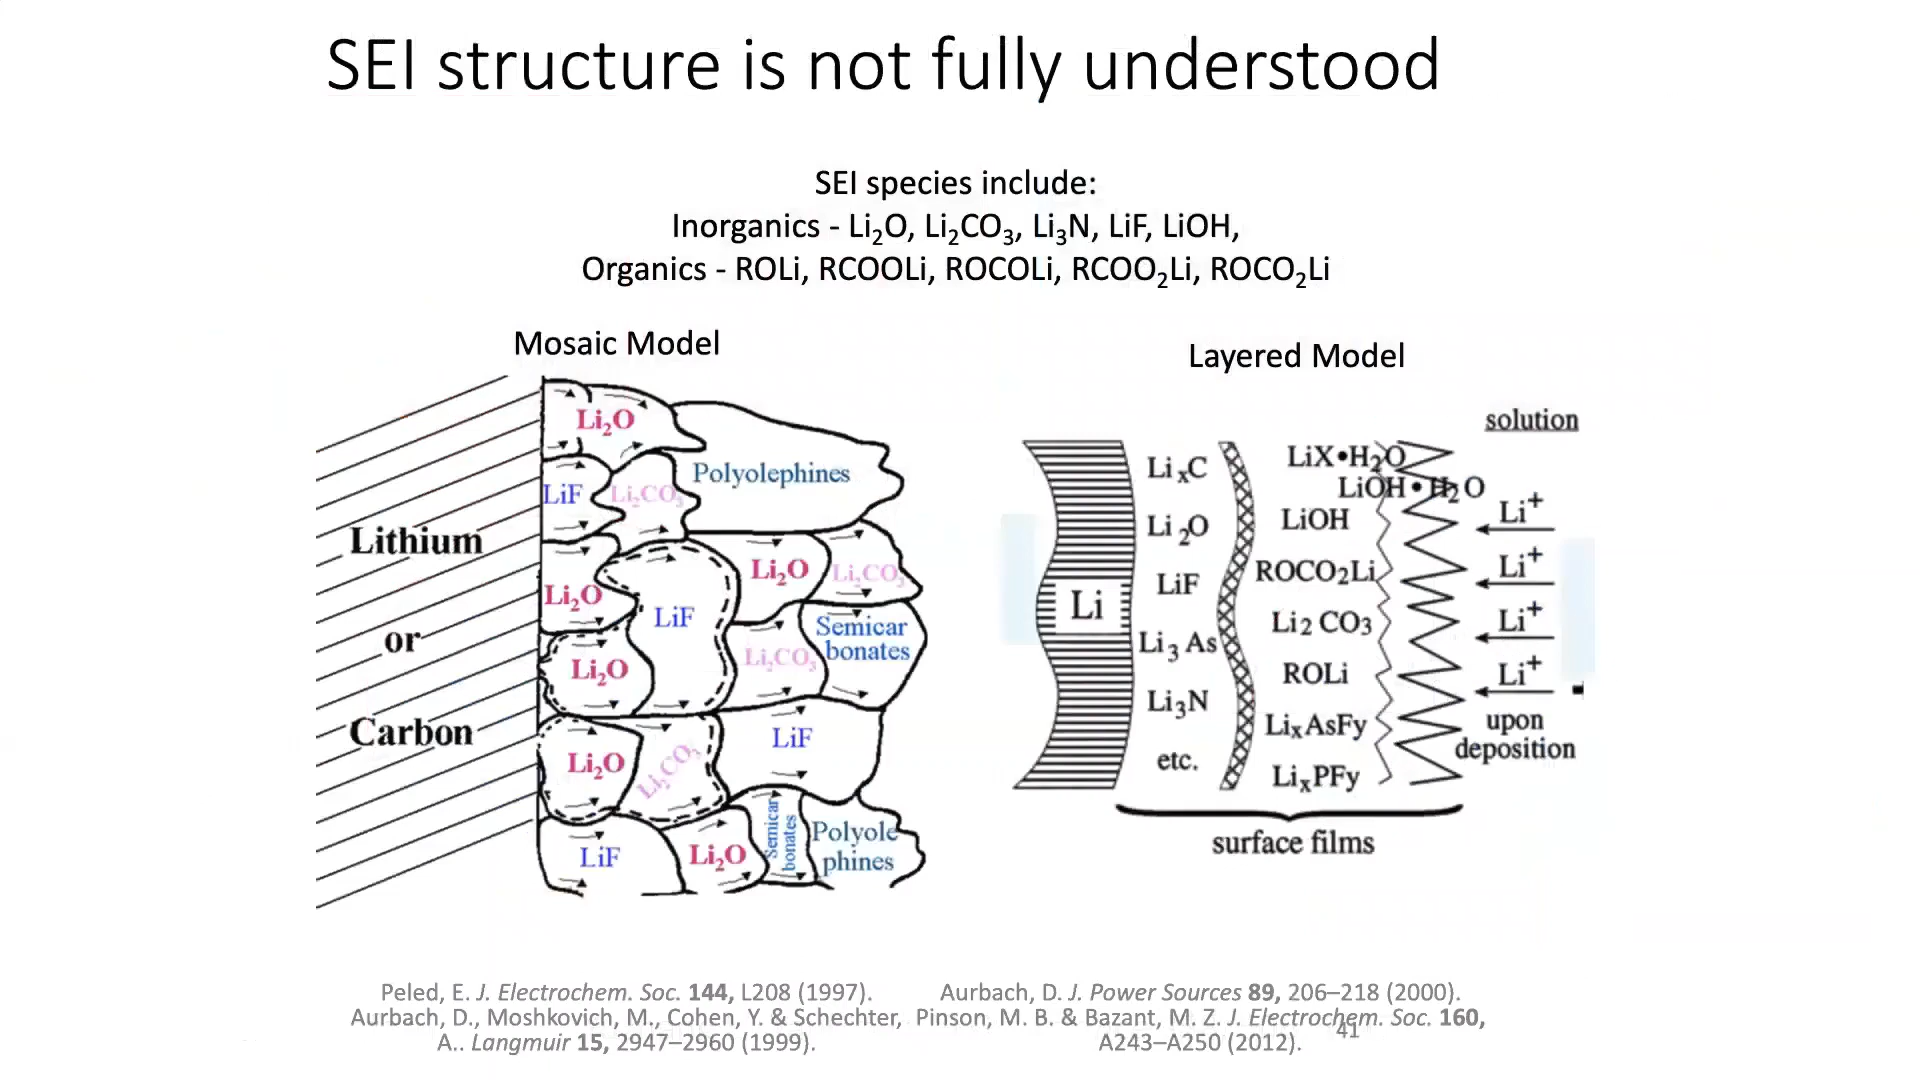 SEI structure is not fully understood
SEI species include:
Inorganics - Li₂O, Li₂CO₃, Li₃N, LiF, LiOH,
Organics - ROLi, RCOOLi, ROCOLi, RCOO₂Li, ROCO₂Li
Mosaic Model
Lithium
or
Carbon
Li₂O
Polyolephines
LiF
Li₂CO₃
Li₂O
LiF
Li₂O
Li₂CO₃
Li₂O
Li₂CO₃
Semicar
bonates
Li₂O
Li₂CO₃
LiF
LiF
Li₂O
Semicar
bonates
Polyole
phines
Layered Model
Li
LiₓC
Li₂O
LiF
Li₃As
Li₃N
etc.
LiX•H₂O
LiOH•H₂O
LiOH
ROCO₂Li
Li₂CO₃
ROLi
LiₓAsFy
LiₓPFy
solution
Li⁺
Li⁺
Li⁺
Li⁺
upon
deposition
surface films
Peled, E. J. Electrochem. Soc. 144, L208 (1997).
Aurbach, D., Moshkovich, M., Cohen, Y. & Schechter,
A.. Langmuir 15, 2947–2960 (1999).
Aurbach, D. J. Power Sources 89, 206–218 (2000).
Pinson, M. B. & Bazant, M. Z. J. Electrochem. Soc. 160,
A243–A250 (2012).
41